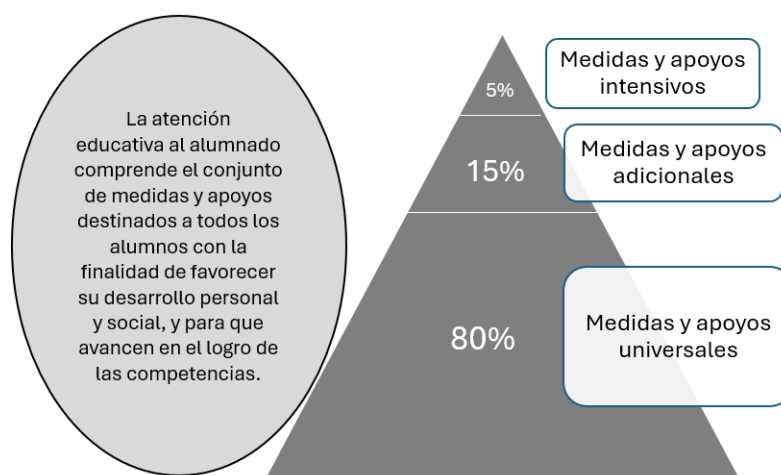 La atención
educativa al alumnado
comprende el conjunto
de medidas y apoyos
destinados a todos los
alumnos con la
finalidad de favorecer
su desarrollo personal
y social, y para que
avancen en el logro de
las competencias.
5%
Medidas y apoyos
intensivos
15%
Medidas y apoyos
adicionales
80%
Medidas y apoyos
universales